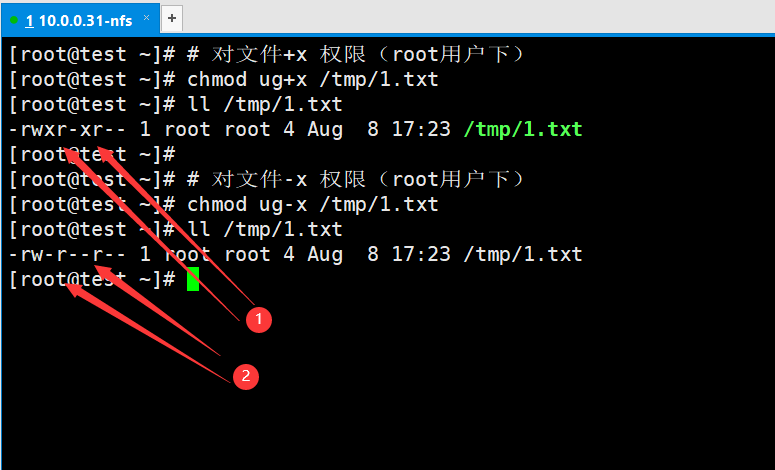 1 10.0.0.31-nfs × +
[root@test ~]# # 对文件+x 权限（root用户下）
[root@test ~]# chmod ug+x /tmp/1.txt
[root@test ~]# ll /tmp/1.txt
-rwxr-xr-- 1 root root 4 Aug  8 17:23 /tmp/1.txt
[root@test ~]#
[root@test ~]# # 对文件-x 权限（root用户下）
[root@test ~]# chmod ug-x /tmp/1.txt
[root@test ~]# ll /tmp/1.txt
-rw-r--r-- 1 root root 4 Aug  8 17:23 /tmp/1.txt
[root@test ~]#
1
2